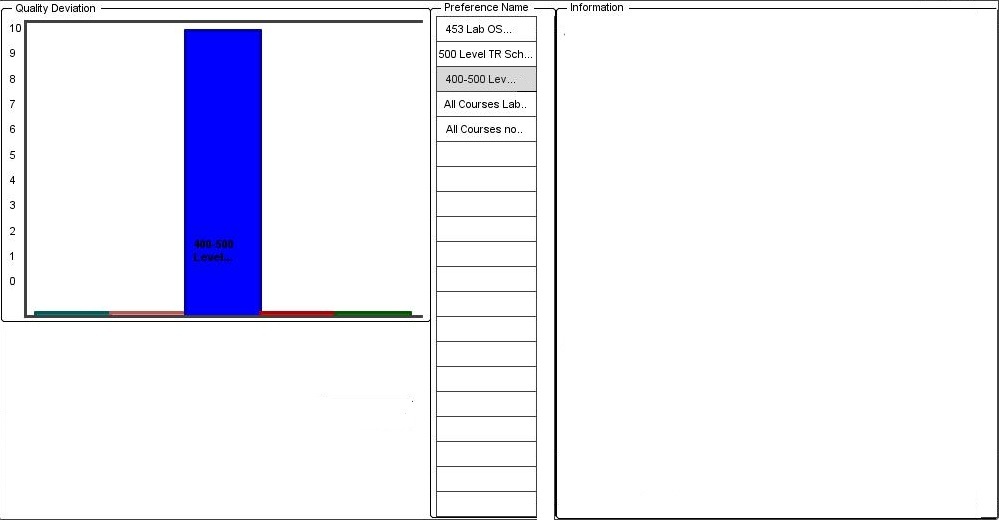 Quality Deviation
10
9
8
7
6
5
4
3
2
1
0
400-500
Level...
Preference Name
453 Lab OS...
500 Level TR Sch...
400-500 Lev...
All Courses Lab..
All Courses no..
Information